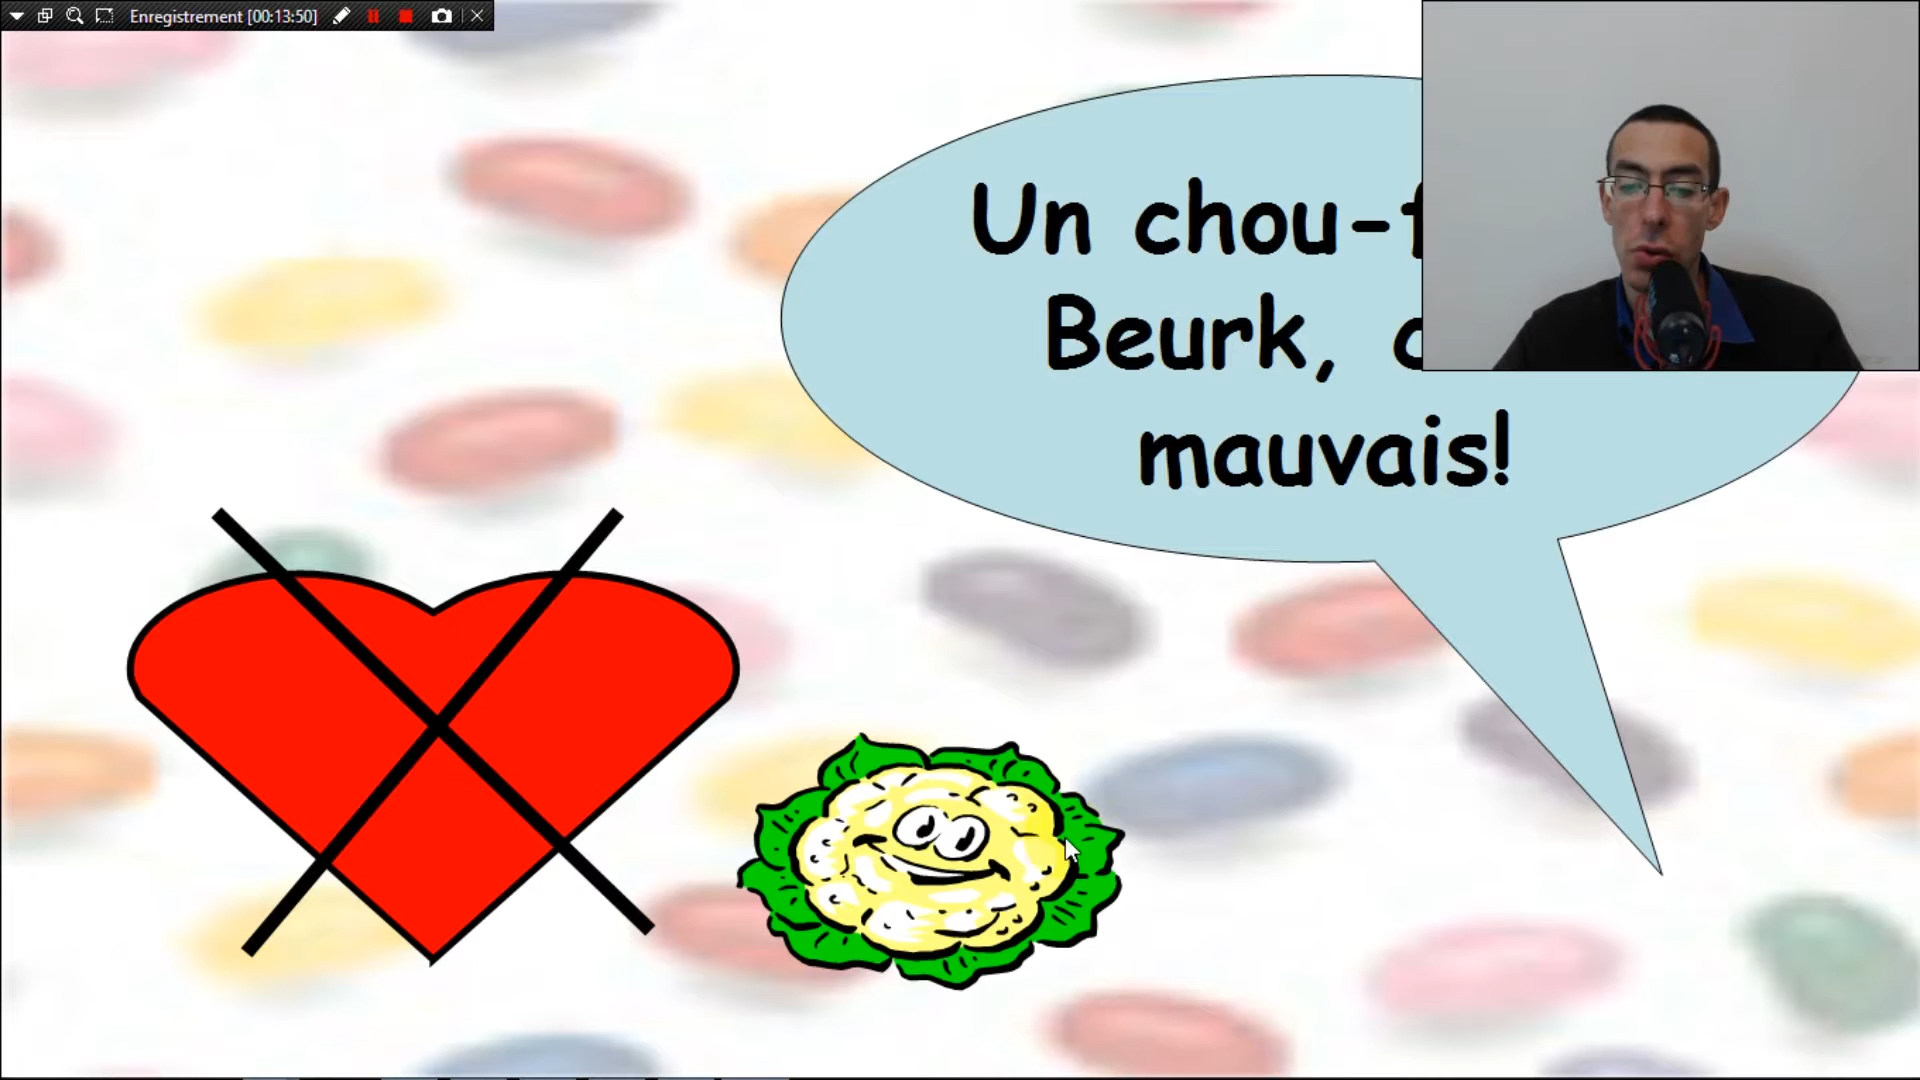 Enregistrement [00:13:50]
Un chou-
Beurk,
mauvais!